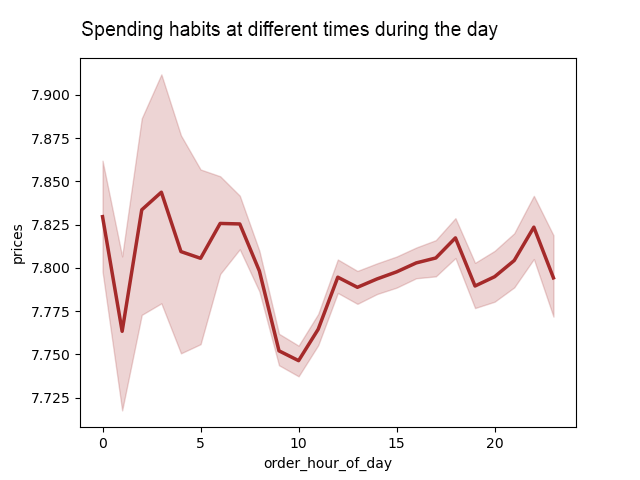 Spending habits at different times during the day
7.900
7.875
7.850
7.825
7.800
7.775
7.750
7.725
prices
0 5 10 15 20
order_hour_of_day